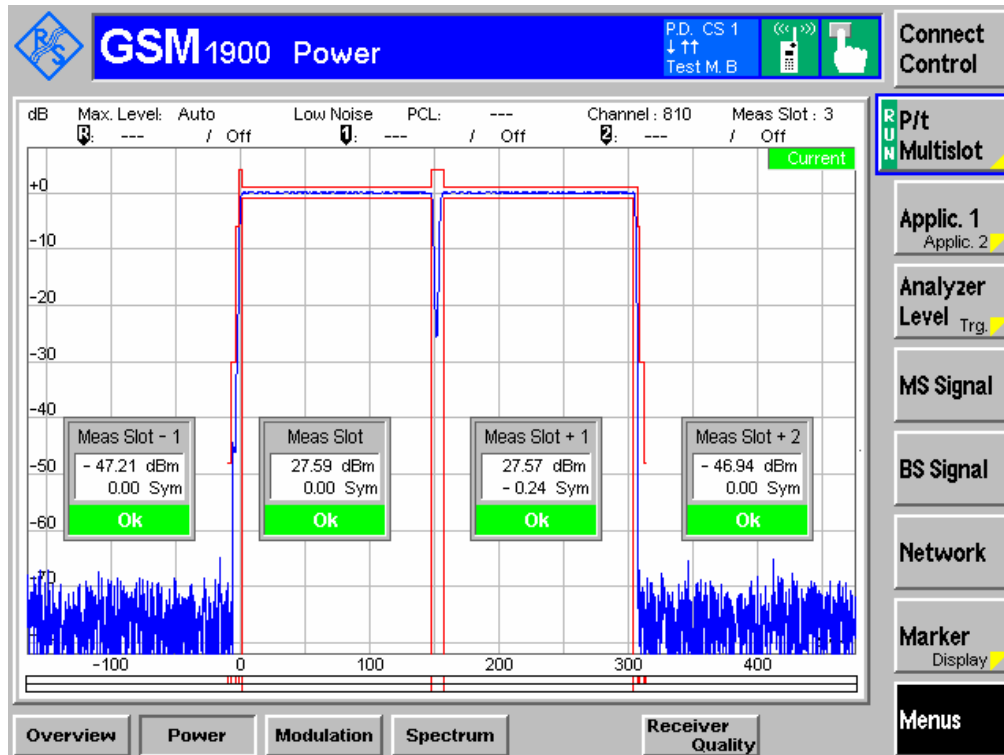 R&S
GSM 1900 Power
P.D. CS 1
↓ ↑↑
Test M. B
Connect
Control
dB Max. Level: Auto Low Noise PCL: --- Channel : 810 Meas Slot : 3
R: --- / Off 1: --- / Off 2: --- / Off
Current
RUN
P/t
Multislot
Applic. 1
Applic. 2
Analyzer
Level Trg.
MS Signal
BS Signal
Network
Marker
Display
Menus
+0
-10
-20
-30
-40
-50
-60
-70
Meas Slot - 1
- 47.21 dBm
0.00 Sym
Ok
Meas Slot
27.59 dBm
0.00 Sym
Ok
Meas Slot + 1
27.57 dBm
- 0.24 Sym
Ok
Meas Slot + 2
- 46.94 dBm
0.00 Sym
Ok
-100 0 100 200 300 400
Overview Power Modulation Spectrum Receiver
Quality